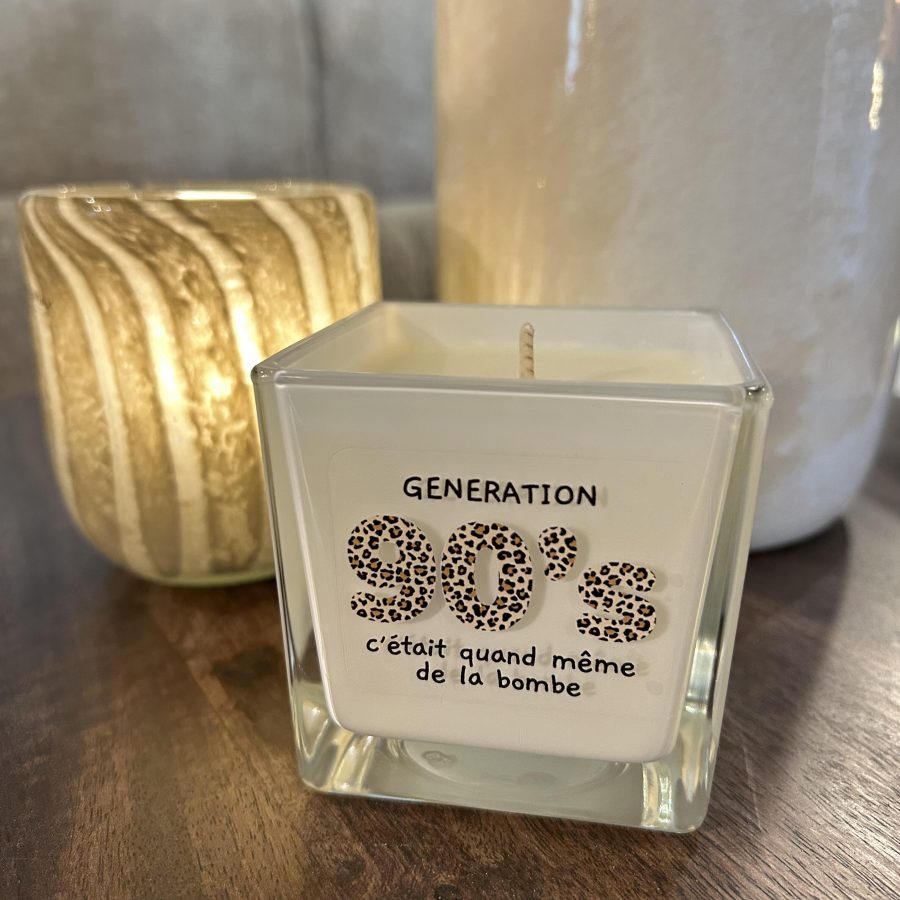 GENERATION
90's
c'était quand même
de la bombe